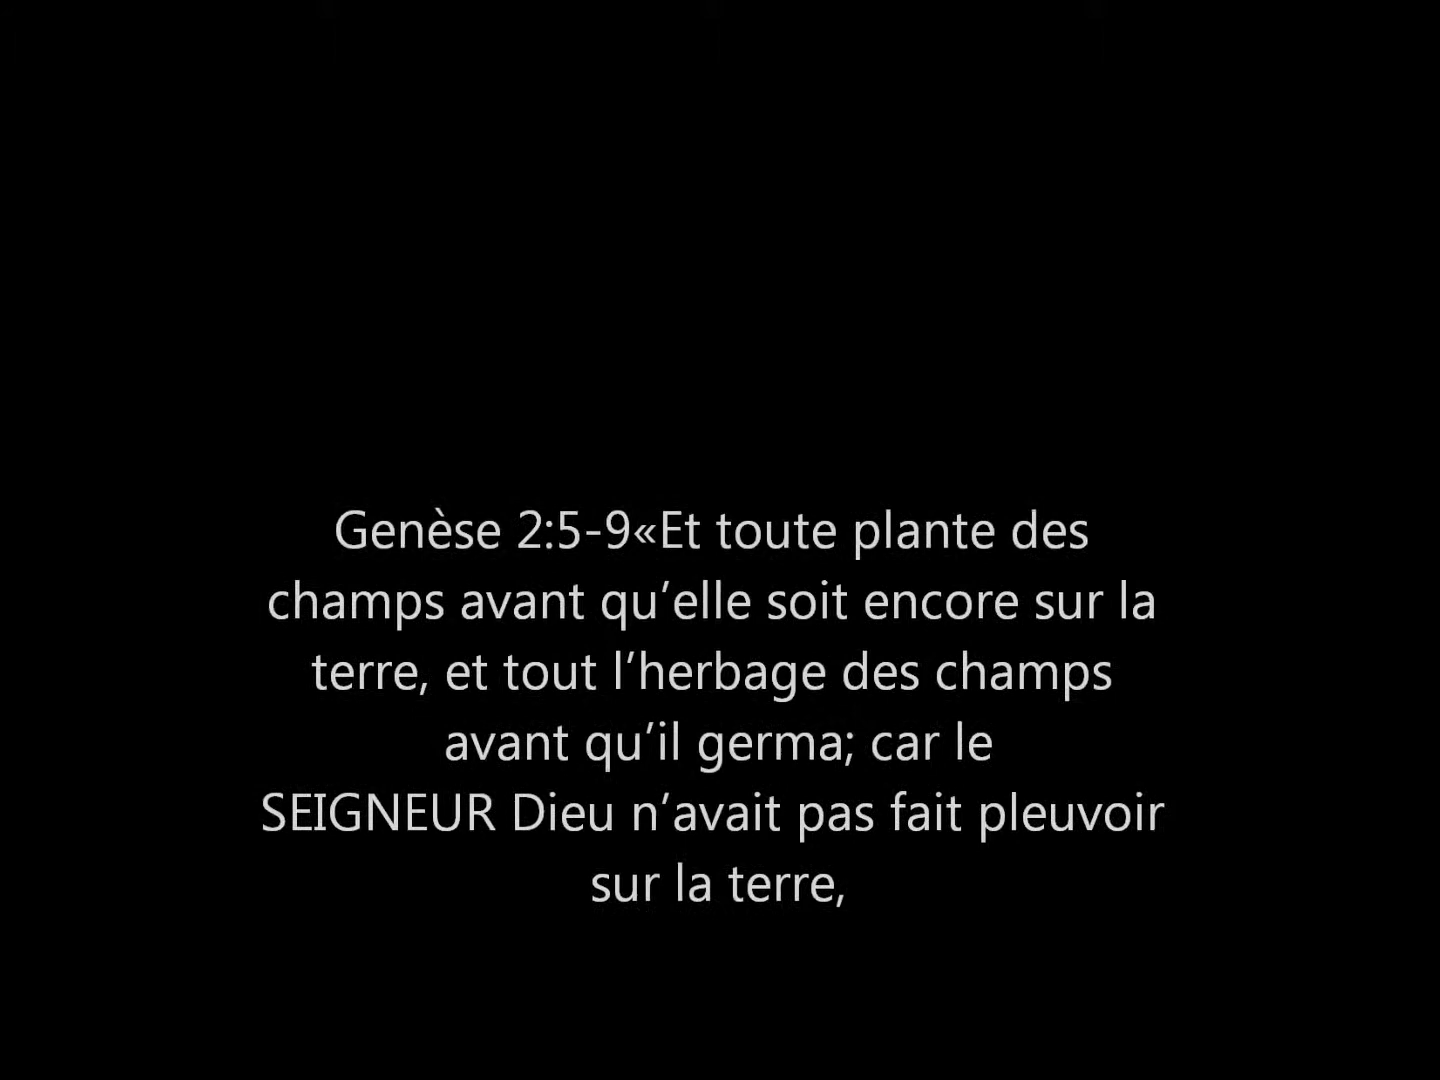 Genèse 2:5-9«Et toute plante des
champs avant qu’elle soit encore sur la
terre, et tout l’herbage des champs
avant qu’il germa; car le
SEIGNEUR Dieu n’avait pas fait pleuvoir
sur la terre,